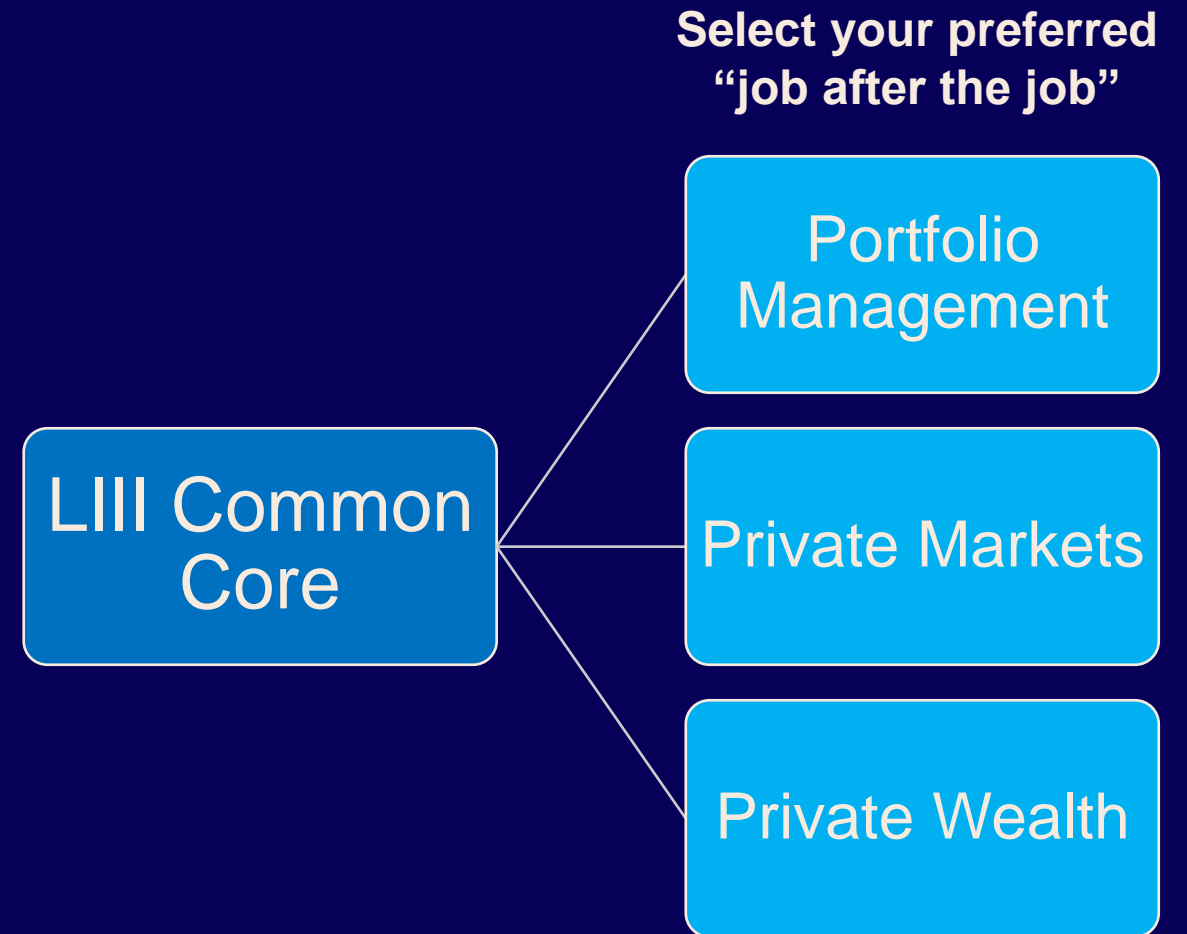 Select your preferred
“job after the job”
LIII Common
Core
Portfolio
Management
Private Markets
Private Wealth